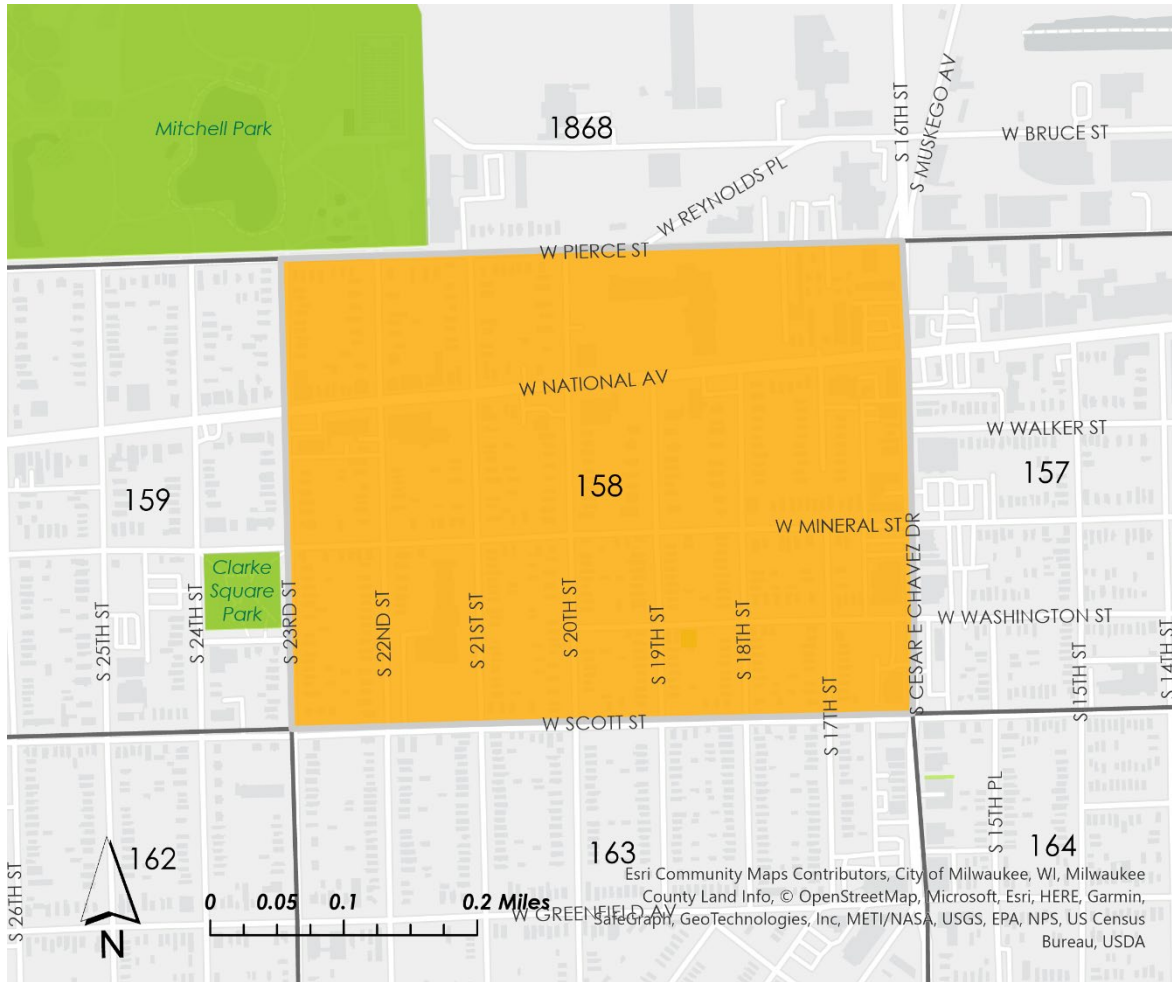 Mitchell Park
1868
S 16TH ST
S MUSKEGO AV
W BRUCE ST
W REYNOLDS PL
W PIERCE ST
W NATIONAL AV
W WALKER ST
159
158
157
W MINERAL ST
Clarke
Square
Park
S 25TH ST
S 24TH ST
S 23RD ST
S 22ND ST
S 21ST ST
S 20TH ST
S 19TH ST
S 18TH ST
S 17TH ST
S CESAR E CHAVEZ DR
W WASHINGTON ST
S 15TH ST
S 14TH ST
W SCOTT ST
S 15TH PL
162
163
164
S 26TH ST
N
0 0.05 0.1 0.2 Miles
W GREENFIELD AV
Esri Community Maps Contributors, City of Milwaukee, WI, Milwaukee
County Land Info, © OpenStreetMap, Microsoft, Esri, HERE, Garmin,
SafeGraph, GeoTechnologies, Inc, METI/NASA, USGS, EPA, NPS, US Census
Bureau, USDA